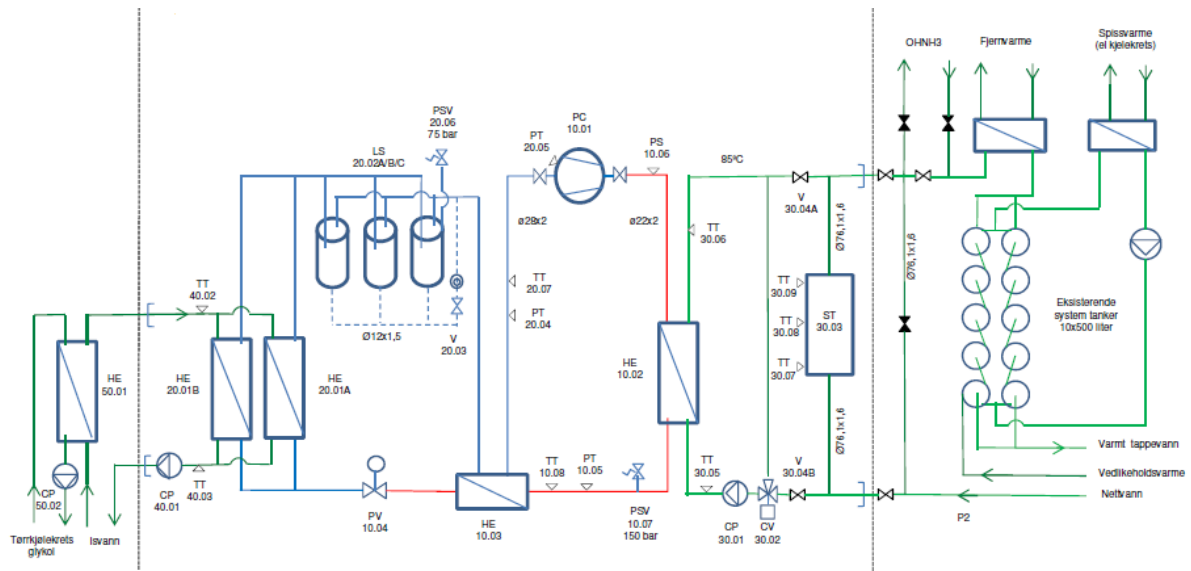 OHNH3
Fjernvarme
Spissvarme
(el kjelekrets)
PSV
20.06
75 bar
LS
20.02A/B/C
PT
20.05
PC
10.01
PS
10.06
85ºC
V
30.04A
ø28x2
ø22x2
TT
30.06
Ø76,1x1,6
Ø76,1x1,6
TT
40.02
TT
20.07
PT
20.04
TT
30.09
TT
30.08
TT
30.07
ST
30.03
Eksisterende
system tanker
10x500 liter
Ø12x1,5
V
20.03
HE
50.01
HE
20.01B
HE
20.01A
HE
10.02
Ø76,1x1,6
Varmt tappevann
Vedlikeholdsvarme
Nettvann
P2
CP
50.02
CP
40.01
TT
40.03
PV
10.04
HE
10.03
TT
10.08
PT
10.05
PSV
10.07
150 bar
TT
30.05
CP
30.01
CV
30.02
V
30.04B
Tørrkjølekrets
glykol
Isvann